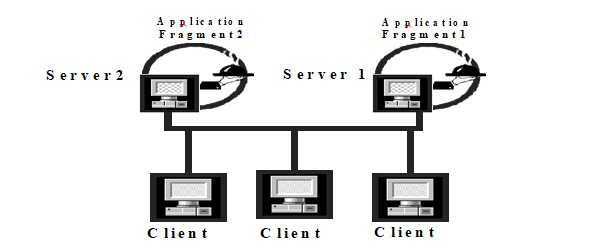 Application
Fragment2
Application
Fragment1
Server2
Server 1
Client
Client
Client